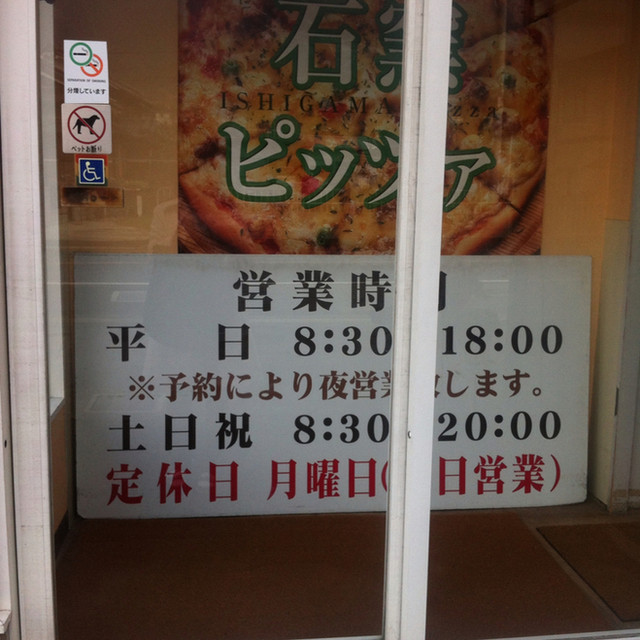 石窯
ISHIGAMA
ピッツァ
分煙しています
ペットお断り
営業時間
平日 8:30 18:00
※予約により夜営業致します。
土日祝 8:30 20:00
定休日 月曜日( 日営業)